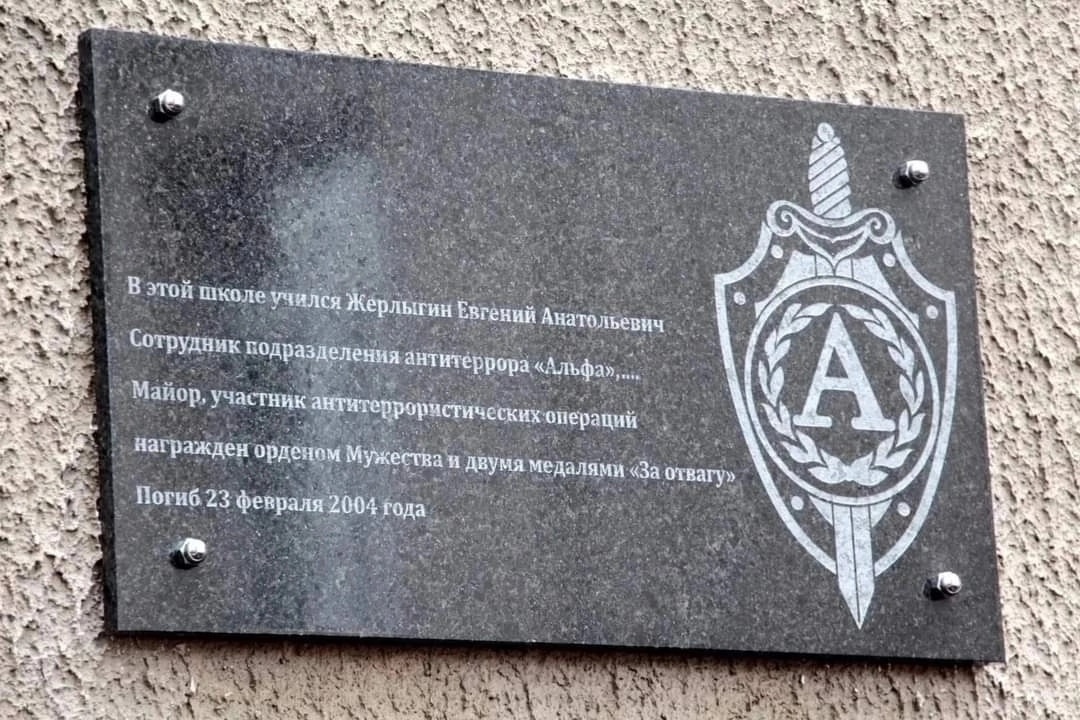 В этой школе учился Жерлыгин Евгений Анатольевич
Сотрудник подразделения антитеррора «Альфа»,...
Майор, участник антитеррористических операций
награжден орденом Мужества и двумя медалями «За отвагу»
Погиб 23 февраля 2004 года
А